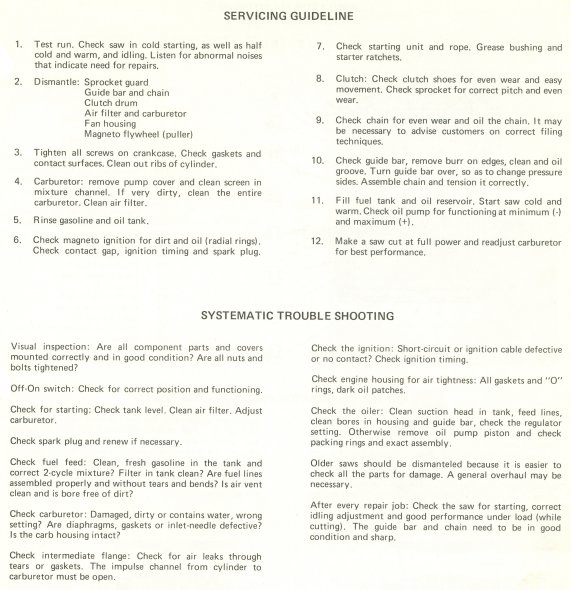 SERVICING GUIDELINE
1. Test run. Check saw in cold starting, as well as half
cold and warm, and idling. Listen for abnormal noises
that indicate need for repairs.
2. Dismantle: Sprocket guard
Guide bar and chain
Clutch drum
Air filter and carburetor
Fan housing
Magneto flywheel (puller)
3. Tighten all screws on crankcase. Check gaskets and
contact surfaces. Clean out ribs of cylinder.
4. Carburetor: remove pump cover and clean screen in
mixture channel. If very dirty, clean the entire
carburetor. Clean air filter.
5. Rinse gasoline and oil tank.
6. Check magneto ignition for dirt and oil (radial rings).
Check contact gap, ignition timing and spark plug.
7. Check starting unit and rope. Grease bushing and
starter ratchets.
8. Clutch: Check clutch shoes for even wear and easy
movement. Check sprocket for correct pitch and even
wear.
9. Check chain for even wear and oil the chain. It may
be necessary to advise customers on correct filing
techniques.
10. Check guide bar, remove burr on edges, clean and oil
groove. Turn guide bar over, so as to change pressure
sides. Assemble chain and tension it correctly.
11. Fill fuel tank and oil reservoir. Start saw cold and
warm. Check oil pump for functioning at minimum (-)
and maximum (+).
12. Make a saw cut at full power and readjust carburetor
for best performance.
SYSTEMATIC TROUBLE SHOOTING
Visual inspection: Are all component parts and covers
mounted correctly and in good condition? Are all nuts and
bolts tightened?
Off-On switch: Check for correct position and functioning.
Check for starting: Check tank level. Clean air filter. Adjust
carburetor.
Check spark plug and renew if necessary.
Check fuel feed: Clean, fresh gasoline in the tank and
correct 2-cycle mixture? Filter in tank clean? Are fuel lines
assembled properly and without tears and bends? Is air vent
clean and is bore free of dirt?
Check carburetor: Damaged, dirty or contains water, wrong
setting? Are diaphragms, gaskets or inlet-needle defective?
Is the carb housing intact?
Check intermediate flange: Check for air leaks through
tears or gaskets. The impulse channel from cylinder to
carburetor must be open.
Check the ignition: Short-circuit or ignition cable defective
or no contact? Check ignition timing.
Check engine housing for air tightness: All gaskets and "O"
rings, dark oil patches.
Check the oiler: Clean suction head in tank, feed lines,
clean bores in housing and guide bar, check the regulator
setting. Otherwise remove oil pump piston and check
packing rings and exact assembly.
Older saws should be dismanteled because it is easier to
check all the parts for damage. A general overhaul may be
necessary.
After every repair job: Check the saw for starting, correct
idling adjustment and good performance under load (while
cutting). The guide bar and chain need to be in good
condition and sharp.